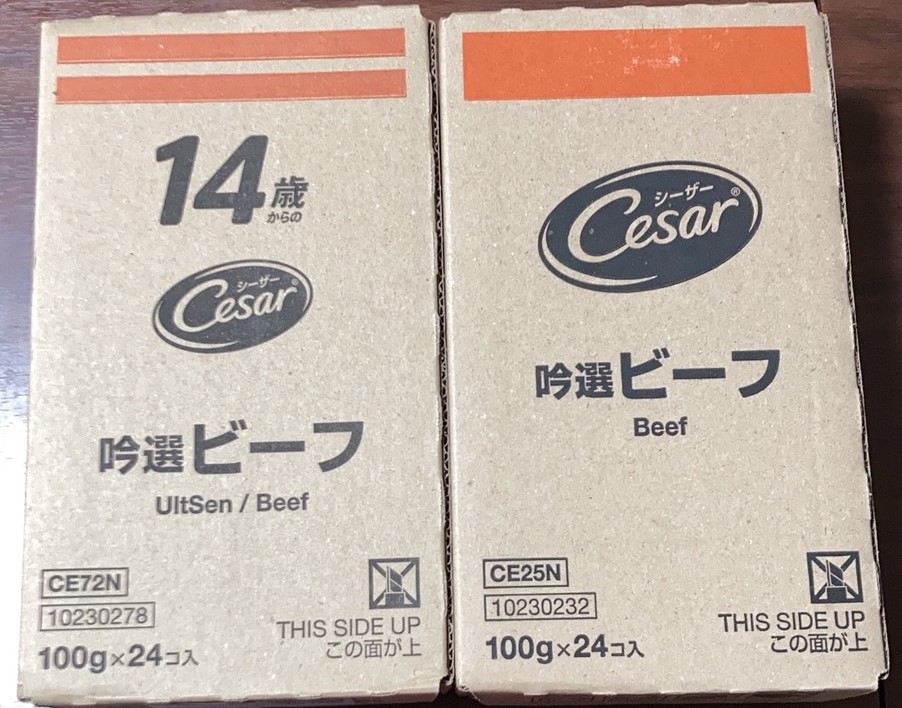 14歳
からの
シーザー
Cesar®
吟選ビーフ
UltSen / Beef
CE72N
10230278
100g×24コ入
THIS SIDE UP
この面が上
シーザー
Cesar®
吟選ビーフ
Beef
CE25N
10230232
100g×24コ入
THIS SIDE UP
この面が上